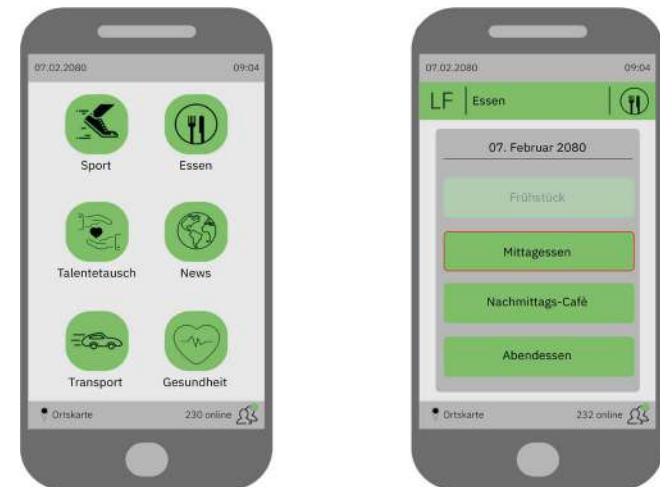 07.02.2080 09:04
Sport Essen
Talentetausch News
Transport Gesundheit
Ortskarte 230 online
07.02.2080 09:04
LF Essen
07. Februar 2080
Frühstück
Mittagessen
Nachmittags-Cafè
Abendessen
Ortskarte 232 online